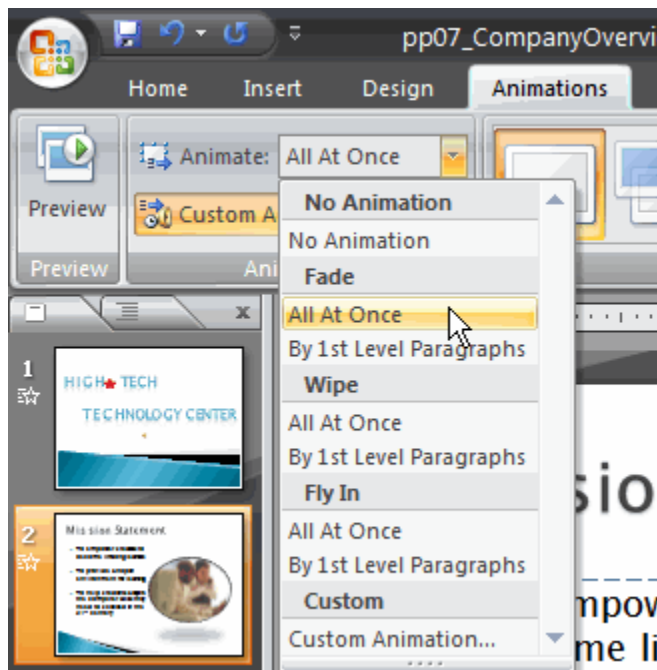 pp07_CompanyOvervi
Home Insert Design Animations
Animate: All At Once
Preview
Custom A
Preview
Ani
No Animation
No Animation
Fade
All At Once
By 1st Level Paragraphs
Wipe
All At Once
By 1st Level Paragraphs
Fly In
All At Once
By 1st Level Paragraphs
Custom
Custom Animation...
1
HIGH TECH
TECHNOLOGY CENTER
2
Mission Statement
sio
mpow
me li